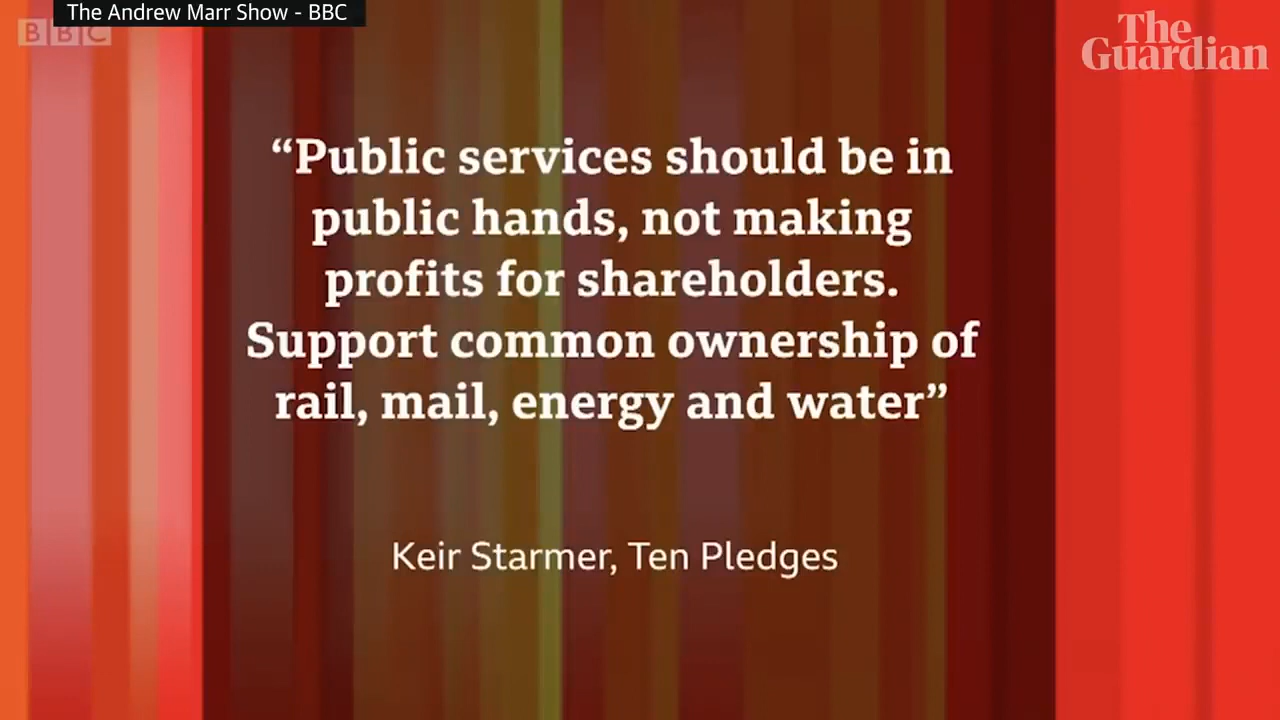 The Andrew Marr Show - BBC
BBC
The
Guardian
“Public services should be in
public hands, not making
profits for shareholders.
Support common ownership of
rail, mail, energy and water”
Keir Starmer, Ten Pledges